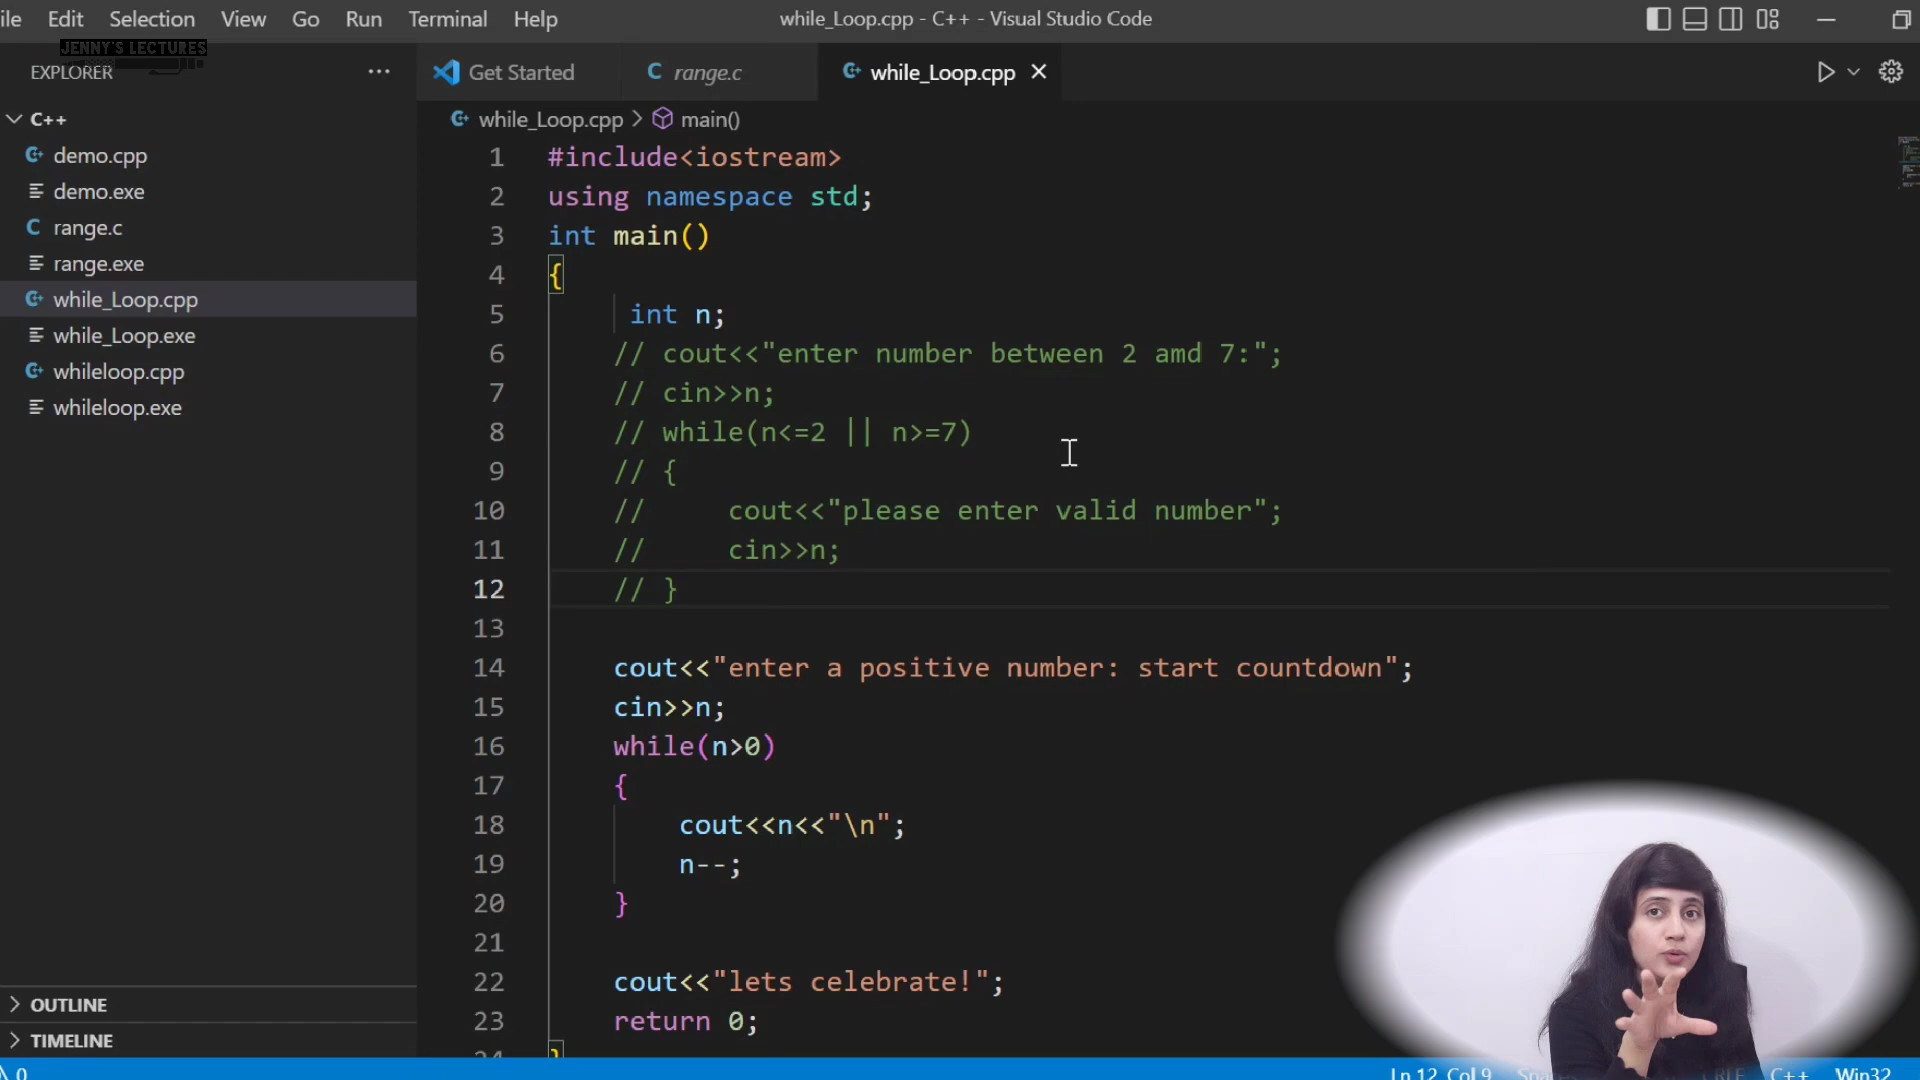 ile Edit Selection View Go Run Terminal Help while_Loop.cpp - C++ - Visual Studio Code
JENNY'S LECTURES
EXPLORER
Get Started range.c while_Loop.cpp
C++
while_Loop.cpp > main()
demo.cpp
demo.exe
range.c
range.exe
while_Loop.cpp
while_Loop.exe
whileloop.cpp
whileloop.exe
OUTLINE
TIMELINE
1 #include<iostream>
2 using namespace std;
3 int main()
4 {
5 int n;
6 // cout<<"enter number between 2 amd 7:";
7 // cin>>n;
8 // while(n<=2 || n>=7)
9 // {
10 // cout<<"please enter valid number";
11 // cin>>n;
12 // }
13
14 cout<<"enter a positive number: start countdown";
15 cin>>n;
16 while(n>0)
17 {
18 cout<<n<<"\n";
19 n--;
20 }
21
22 cout<<"lets celebrate!";
23 return 0;
24 }
0 Ln 12, Col 9 CRLF C++ Win32